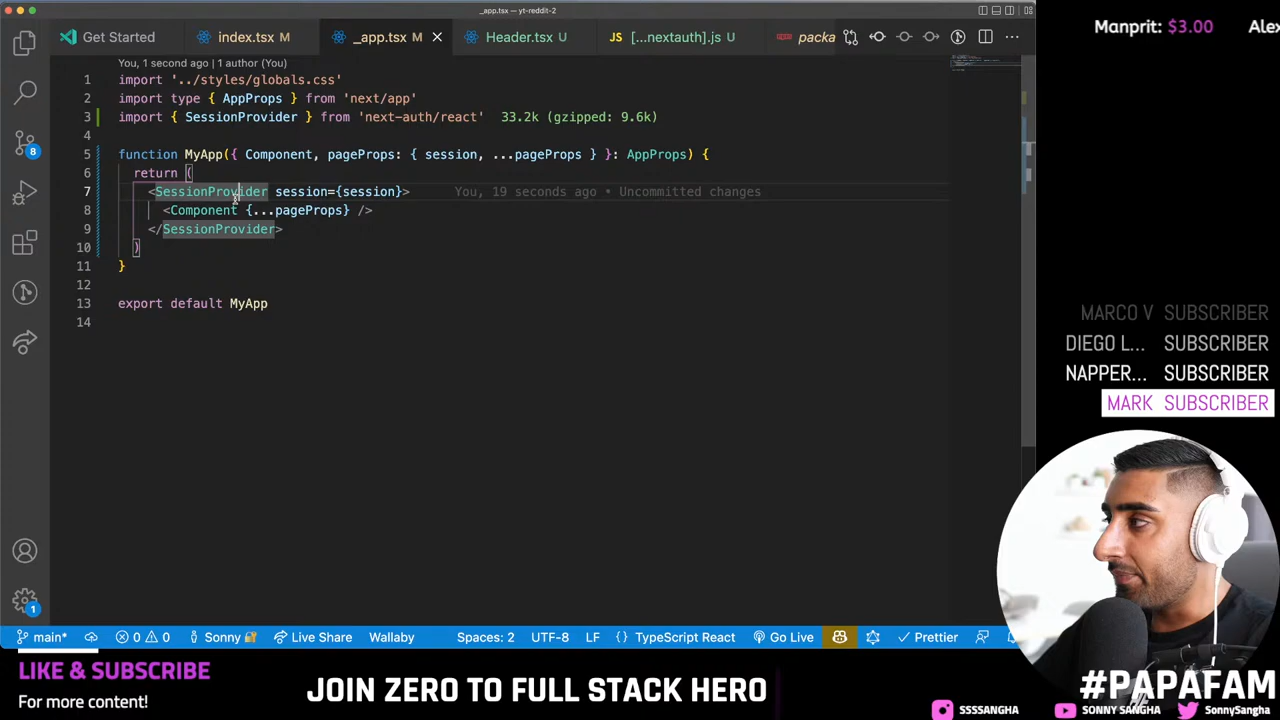 _app.tsx — yt-reddit-2
Get Started
index.tsx M
_app.tsx M
Header.tsx U
JS [...nextauth].js U
packa
You, 1 second ago | 1 author (You)
1 import '../styles/globals.css'
2 import type { AppProps } from 'next/app'
3 import { SessionProvider } from 'next-auth/react' 33.2k (gzipped: 9.6k)
4
5 function MyApp({ Component, pageProps: { session, ...pageProps } }: AppProps) {
6 return (
7 <SessionProvider session={session}> You, 19 seconds ago • Uncommitted changes
8 <Component {...pageProps} />
9 </SessionProvider>
10 )
11 }
12
13 export default MyApp
14
8
1
main* 0 0 Sonny Live Share Wallaby Spaces: 2 UTF-8 LF {} TypeScript React Go Live Prettier
Manprit: $3.00 Alex
MARCO V SUBSCRIBER
DIEGO L... SUBSCRIBER
NAPPER... SUBSCRIBER
MARK SUBSCRIBER
LIKE & SUBSCRIBE
For more content!
JOIN ZERO TO FULL STACK HERO
#PAPAFAM
SSSSANGHA SONNY SANGHA SonnySangha